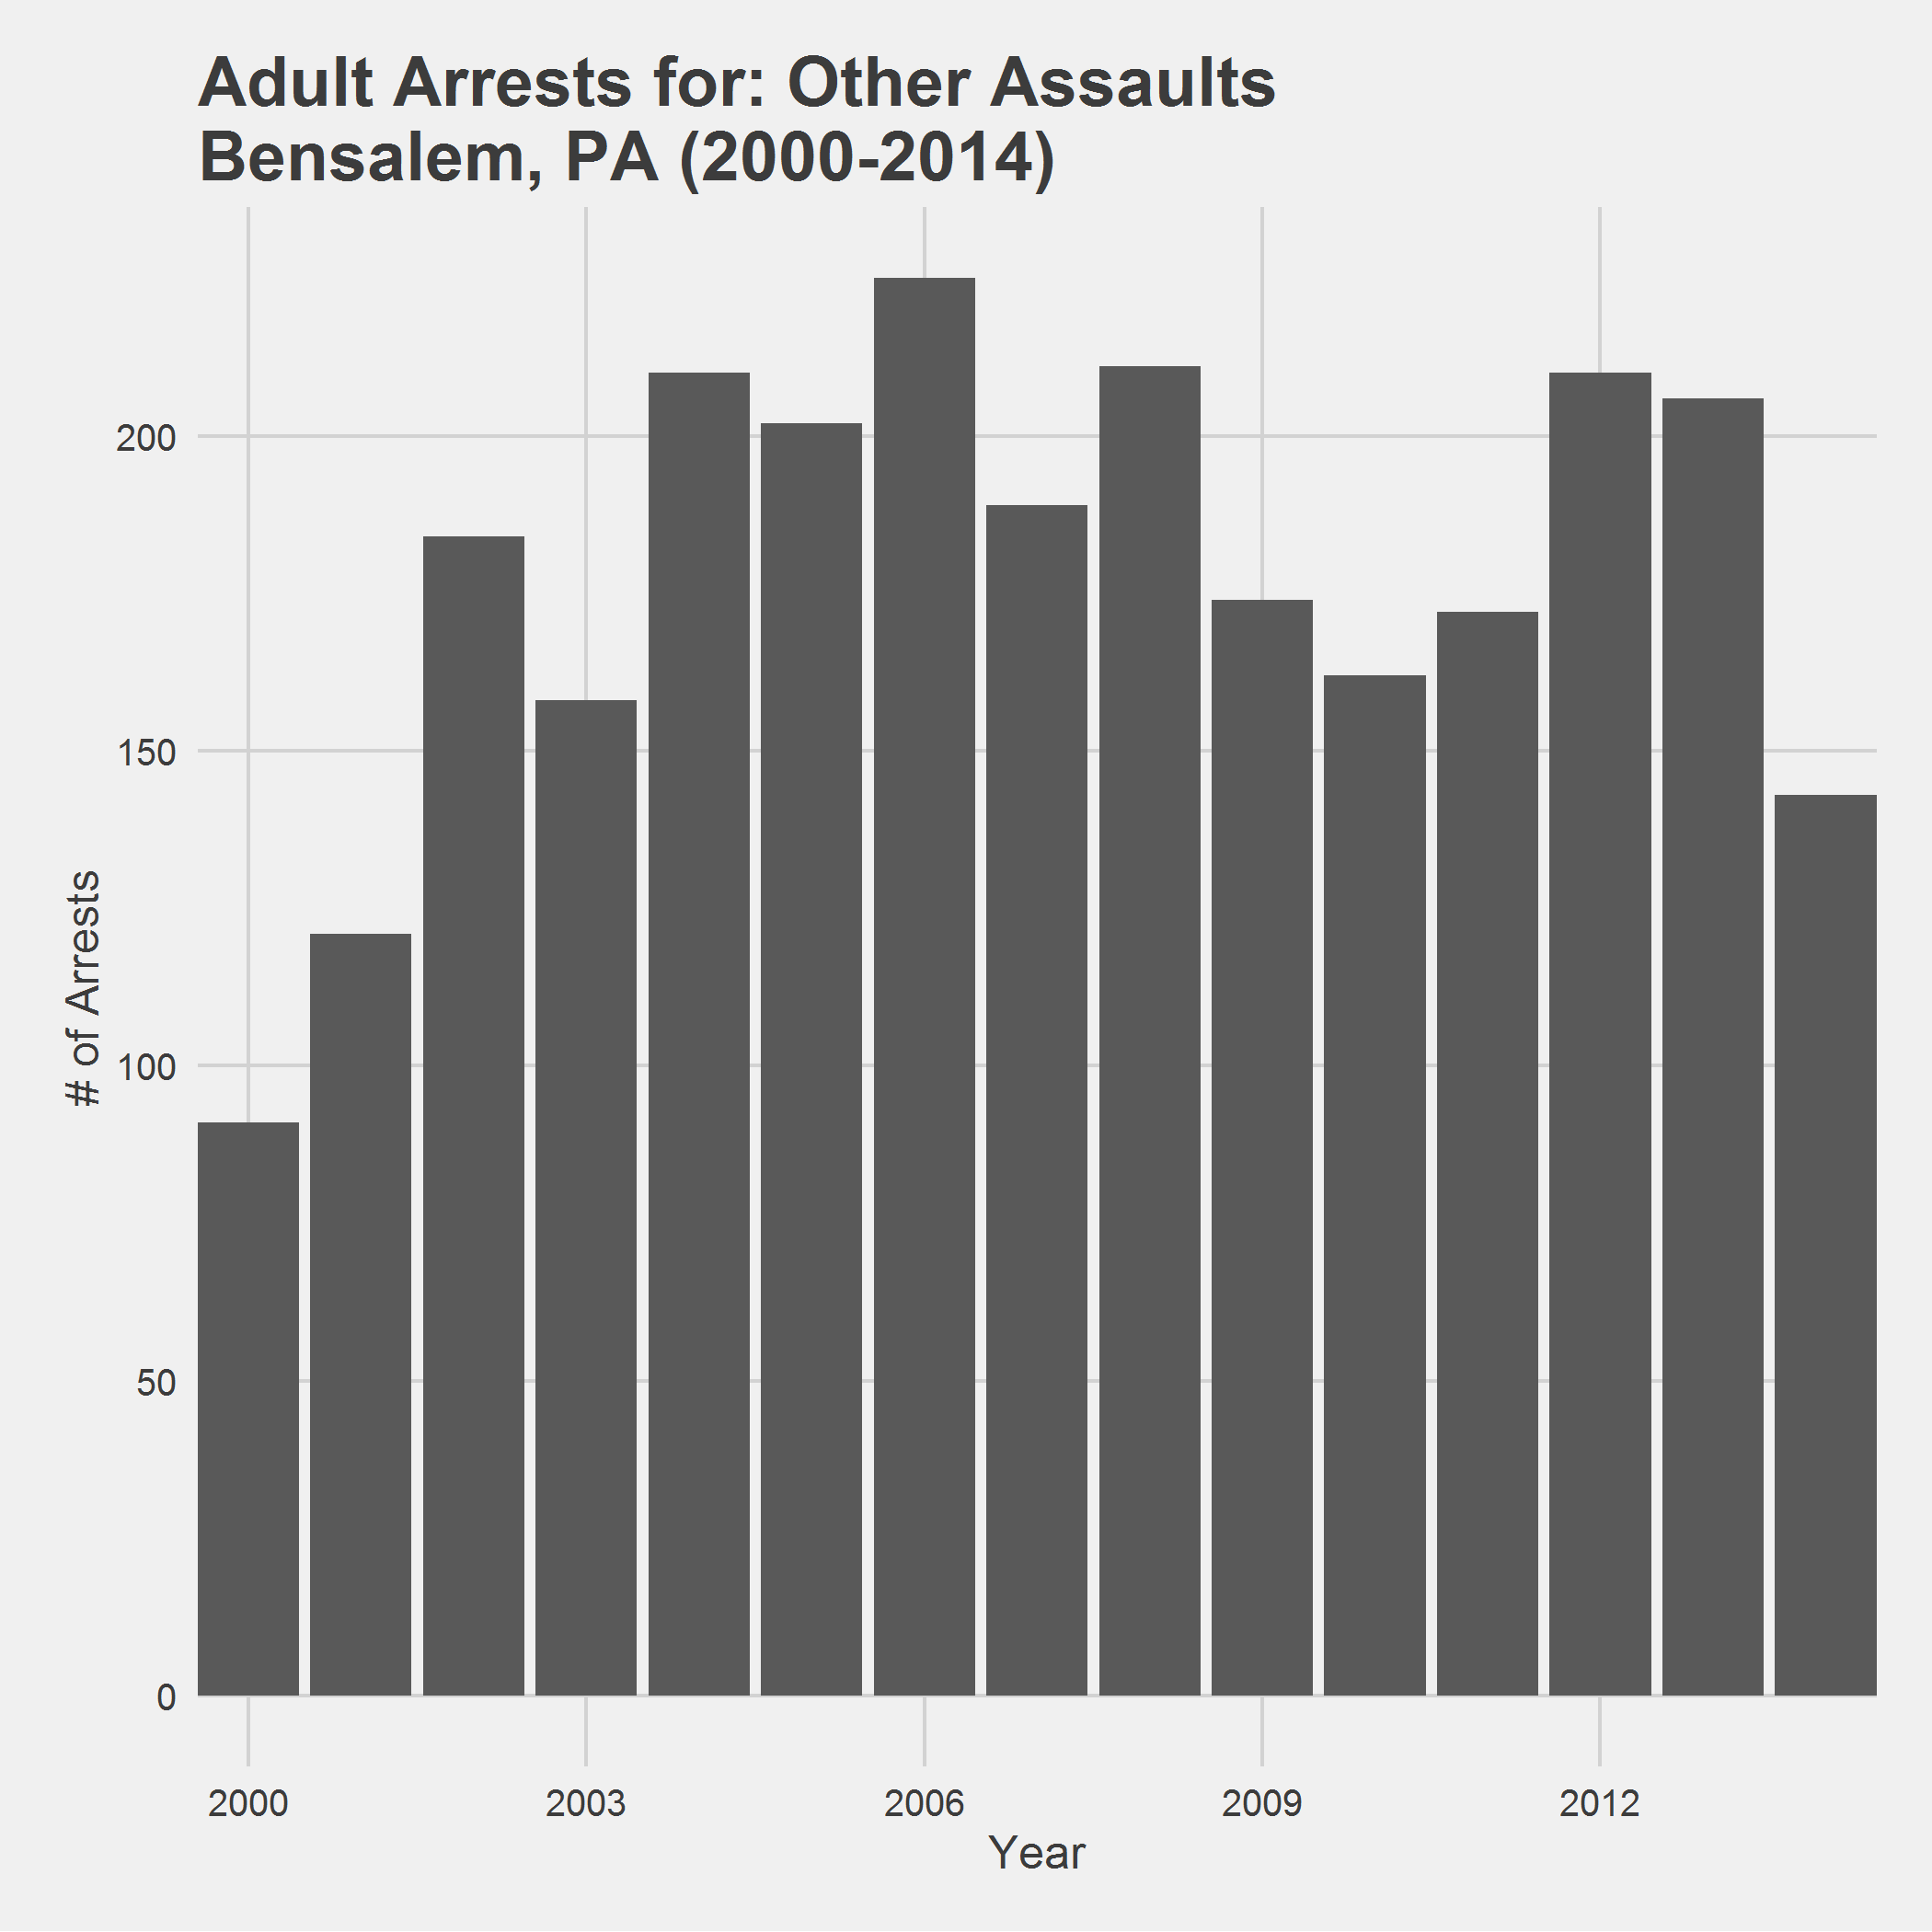 Adult Arrests for: Other Assaults
Bensalem, PA (2000-2014)
# of Arrests
200
150
100
50
0
2000 2003 2006 2009 2012
Year